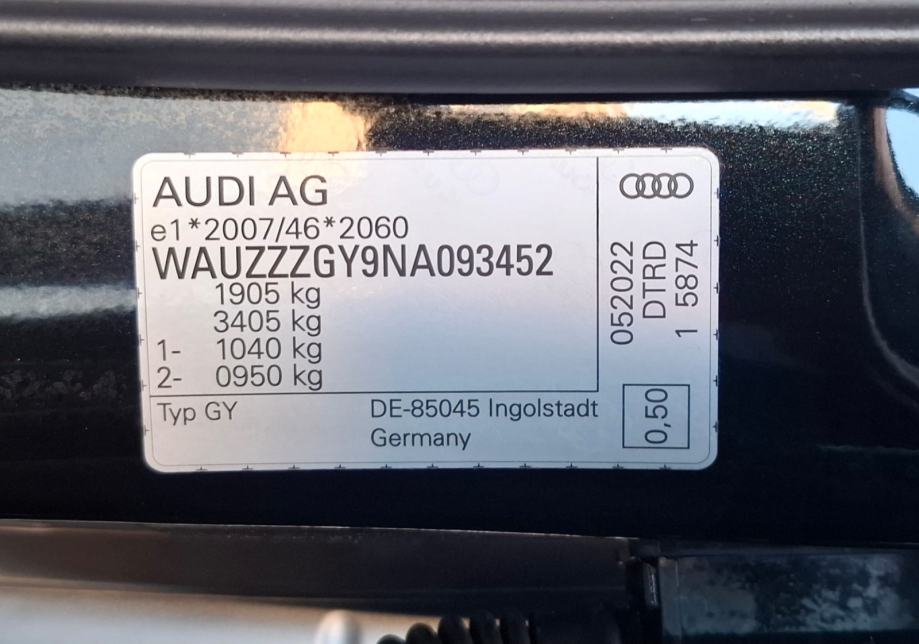 AUDI AG
e1*2007/46*2060
WAUZZZGY9NA093452
1905 kg
3405 kg
1- 1040 kg
2- 0950 kg
Typ GY
DE-85045 Ingolstadt
Germany
052022
DTRD
1 5874
0,50